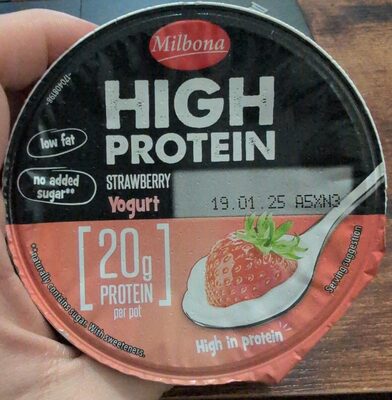 Milbona
HIGH
PROTEIN
low fat
no added
sugar**
STRAWBERRY
Yogurt
19.01.25 A5XN3
20g
PROTEIN
per pot
High in protein
Serving suggestion
**naturally contains sugar. With sweeteners.